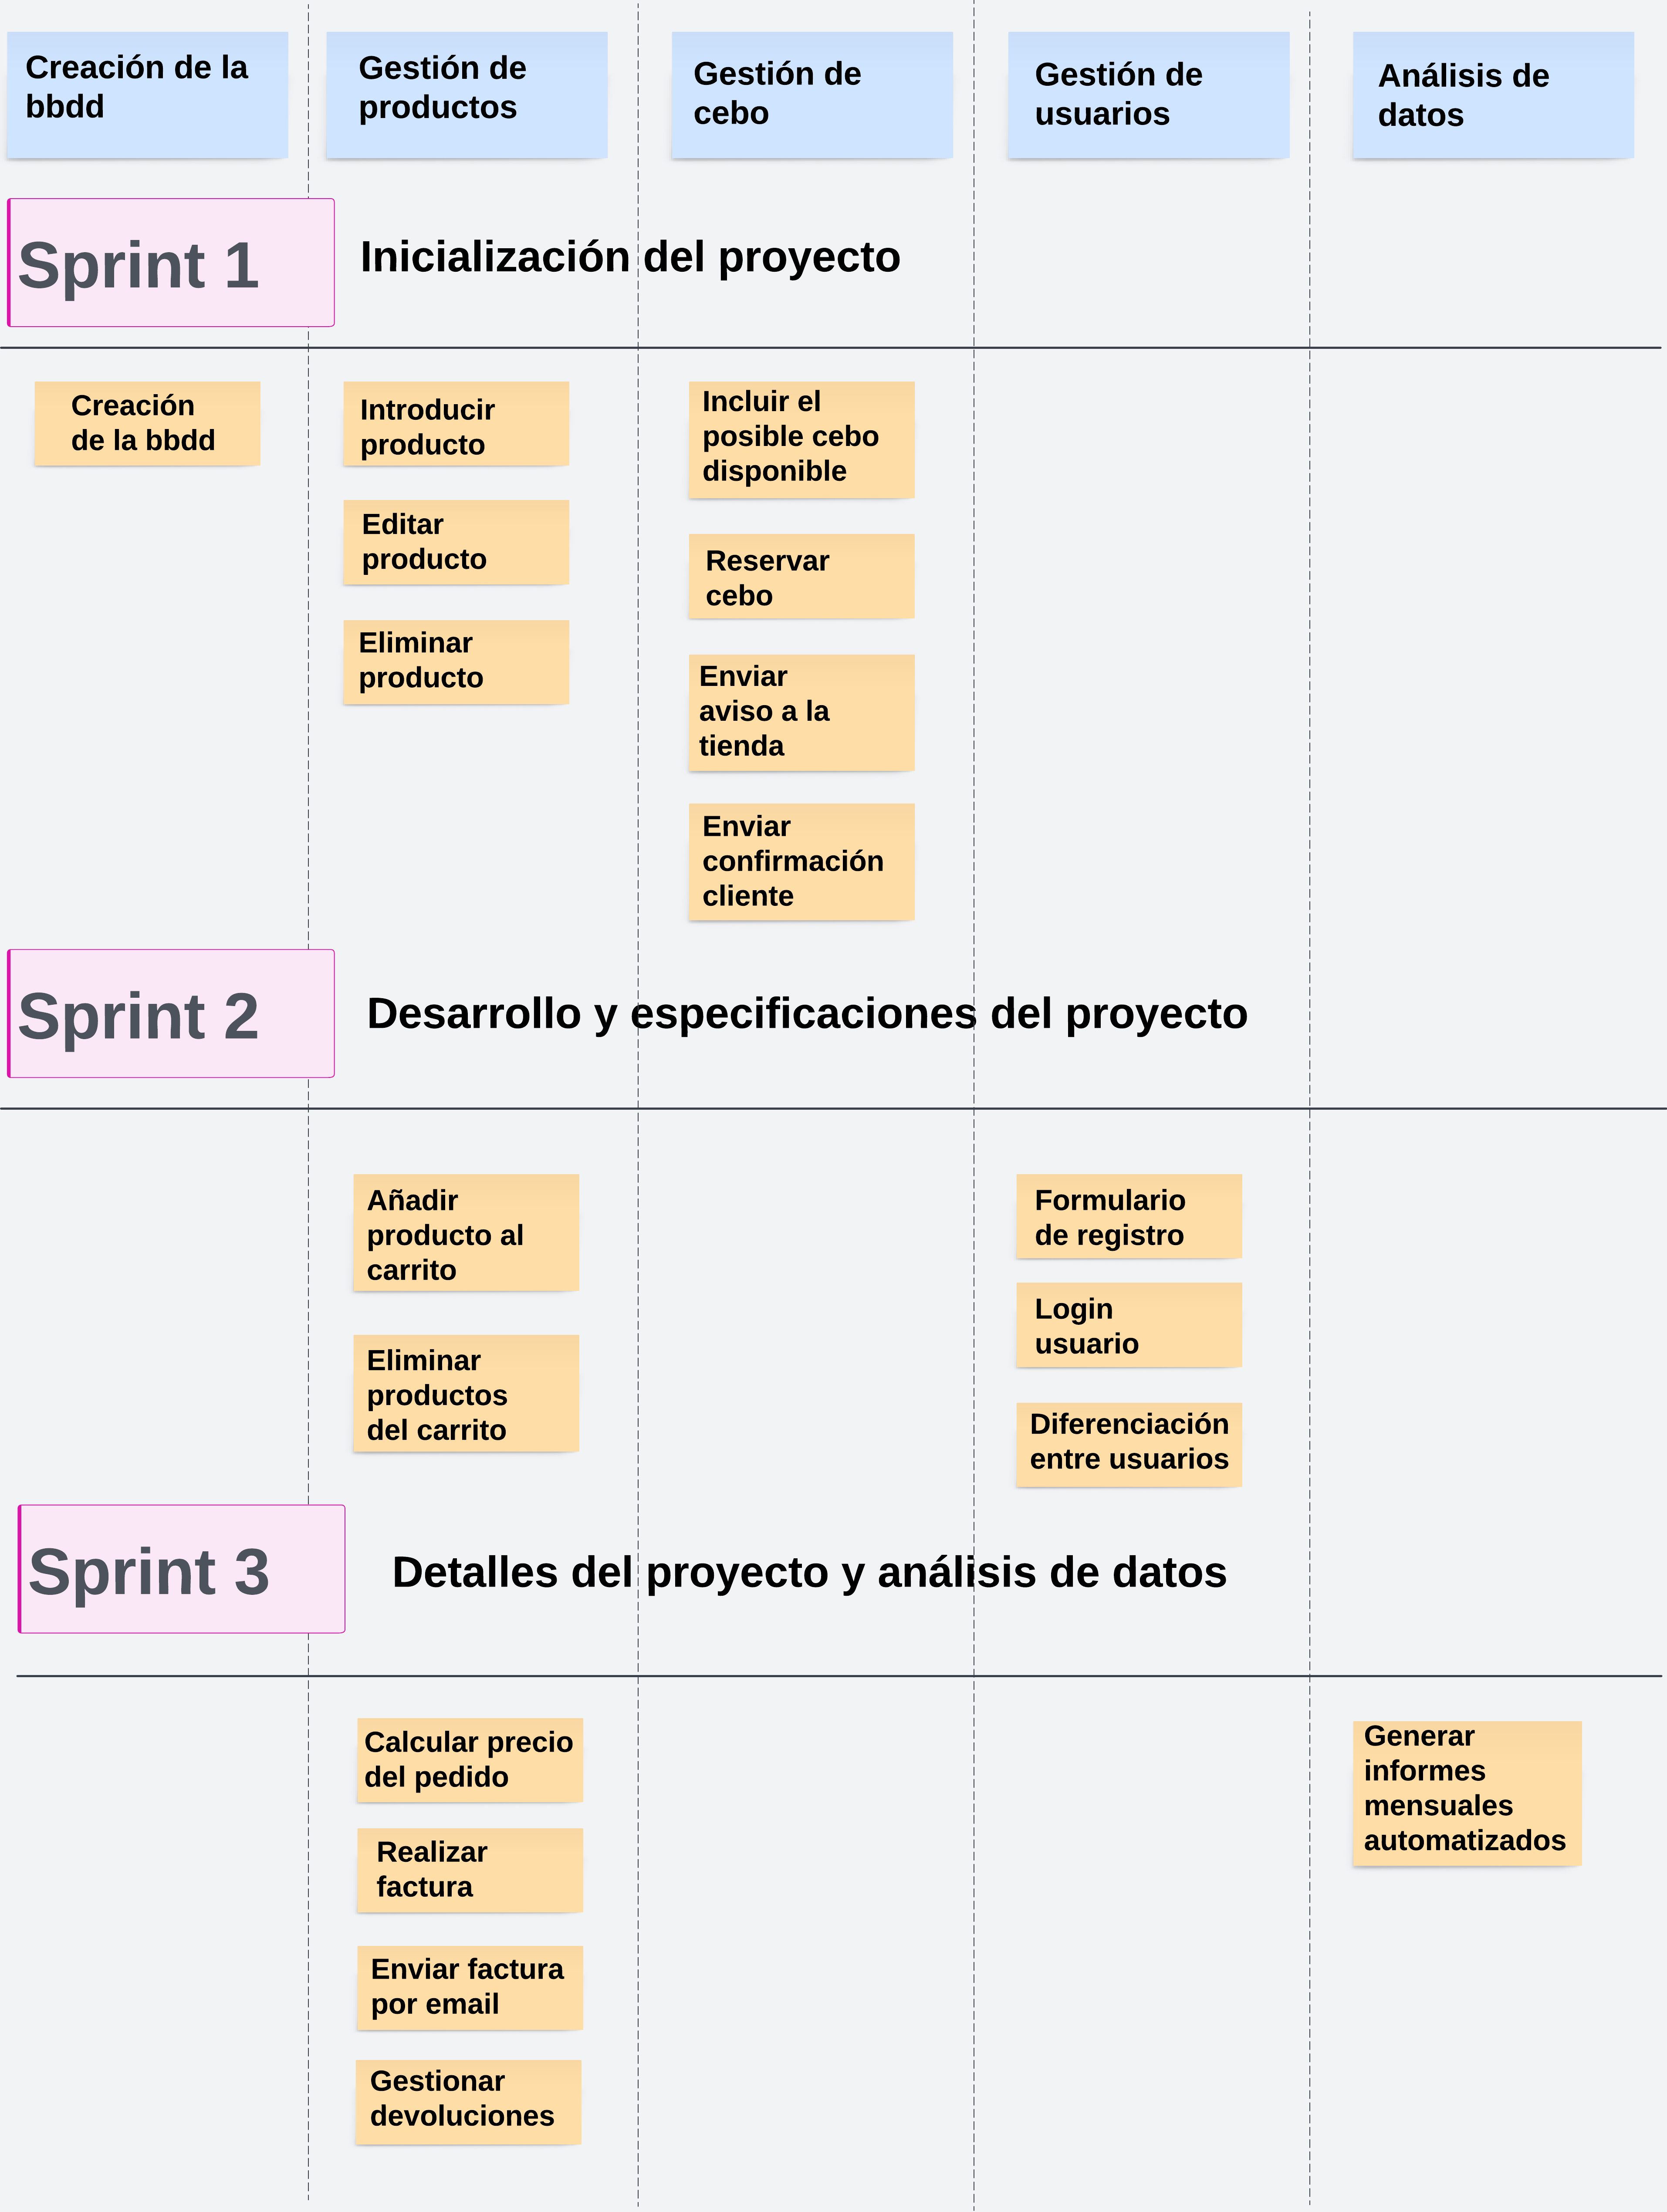 Creación de la
bbdd
Gestión de
productos
Gestión de
cebo
Gestión de
usuarios
Análisis de
datos
Sprint 1
Inicialización del proyecto
Creación
de la bbdd
Introducir
producto
Editar
producto
Eliminar
producto
Incluir el
posible cebo
disponible
Reservar
cebo
Enviar
aviso a la
tienda
Enviar
confirmación
cliente
Sprint 2
Desarrollo y especificaciones del proyecto
Añadir
producto al
carrito
Eliminar
productos
del carrito
Formulario
de registro
Login
usuario
Diferenciación
entre usuarios
Sprint 3
Detalles del proyecto y análisis de datos
Calcular precio
del pedido
Realizar
factura
Enviar factura
por email
Gestionar
devoluciones
Generar
informes
mensuales
automatizados